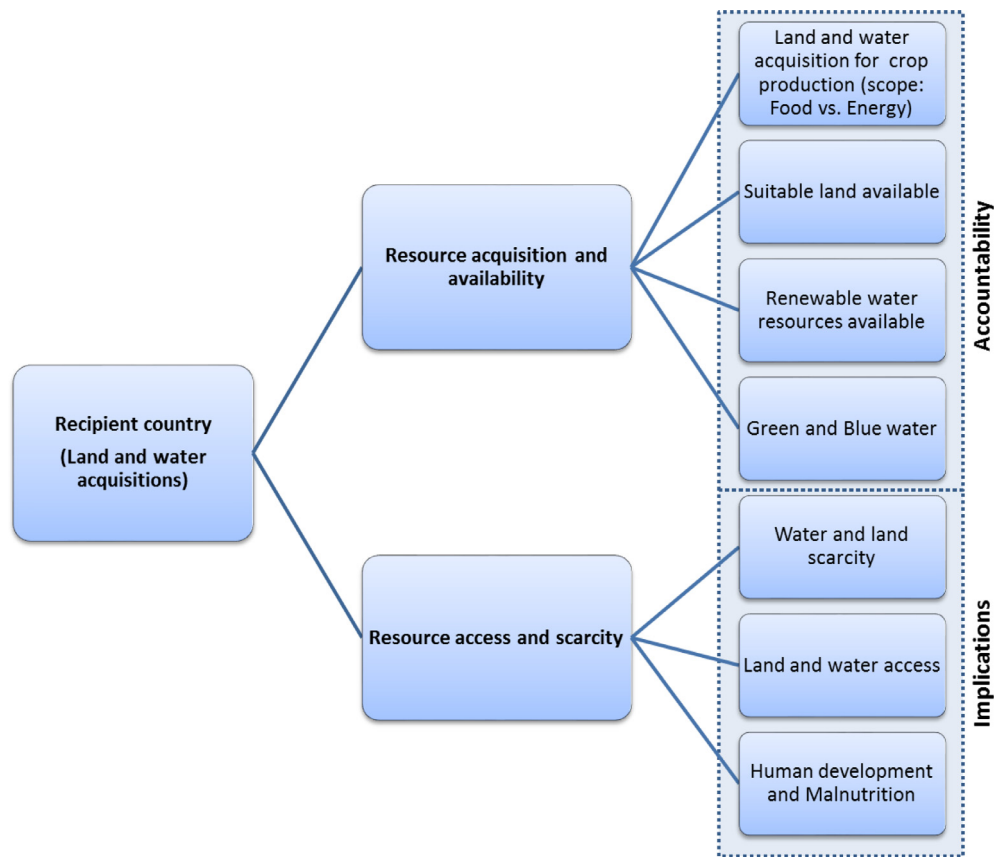 Recipient country
(Land and water
acquisitions)
Resource acquisition and
availability
Resource access and scarcity
Land and water
acquisition for crop
production (scope:
Food vs. Energy)
Suitable land available
Renewable water
resources available
Green and Blue water
Accountability
Water and land
scarcity
Land and water access
Human development
and Malnutrition
Implications